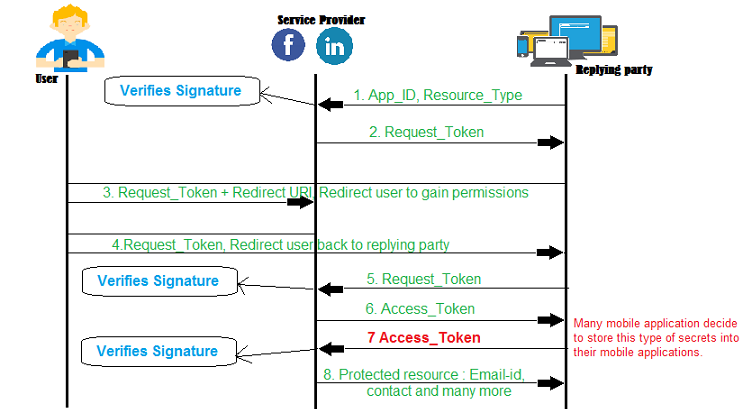 Service Provider
f in
User
Replying party
Verifies Signature
1. App_ID, Resource_Type
2. Request_Token
3. Request_Token + Redirect URI, Redirect user to gain permissions
4.Request_Token, Redirect user back to replying party
Verifies Signature
5. Request_Token
6. Access_Token
Many mobile application decide
to store this type of secrets into
their mobile applications.
7 Access_Token
Verifies Signature
8. Protected resource : Email-id,
contact and many more